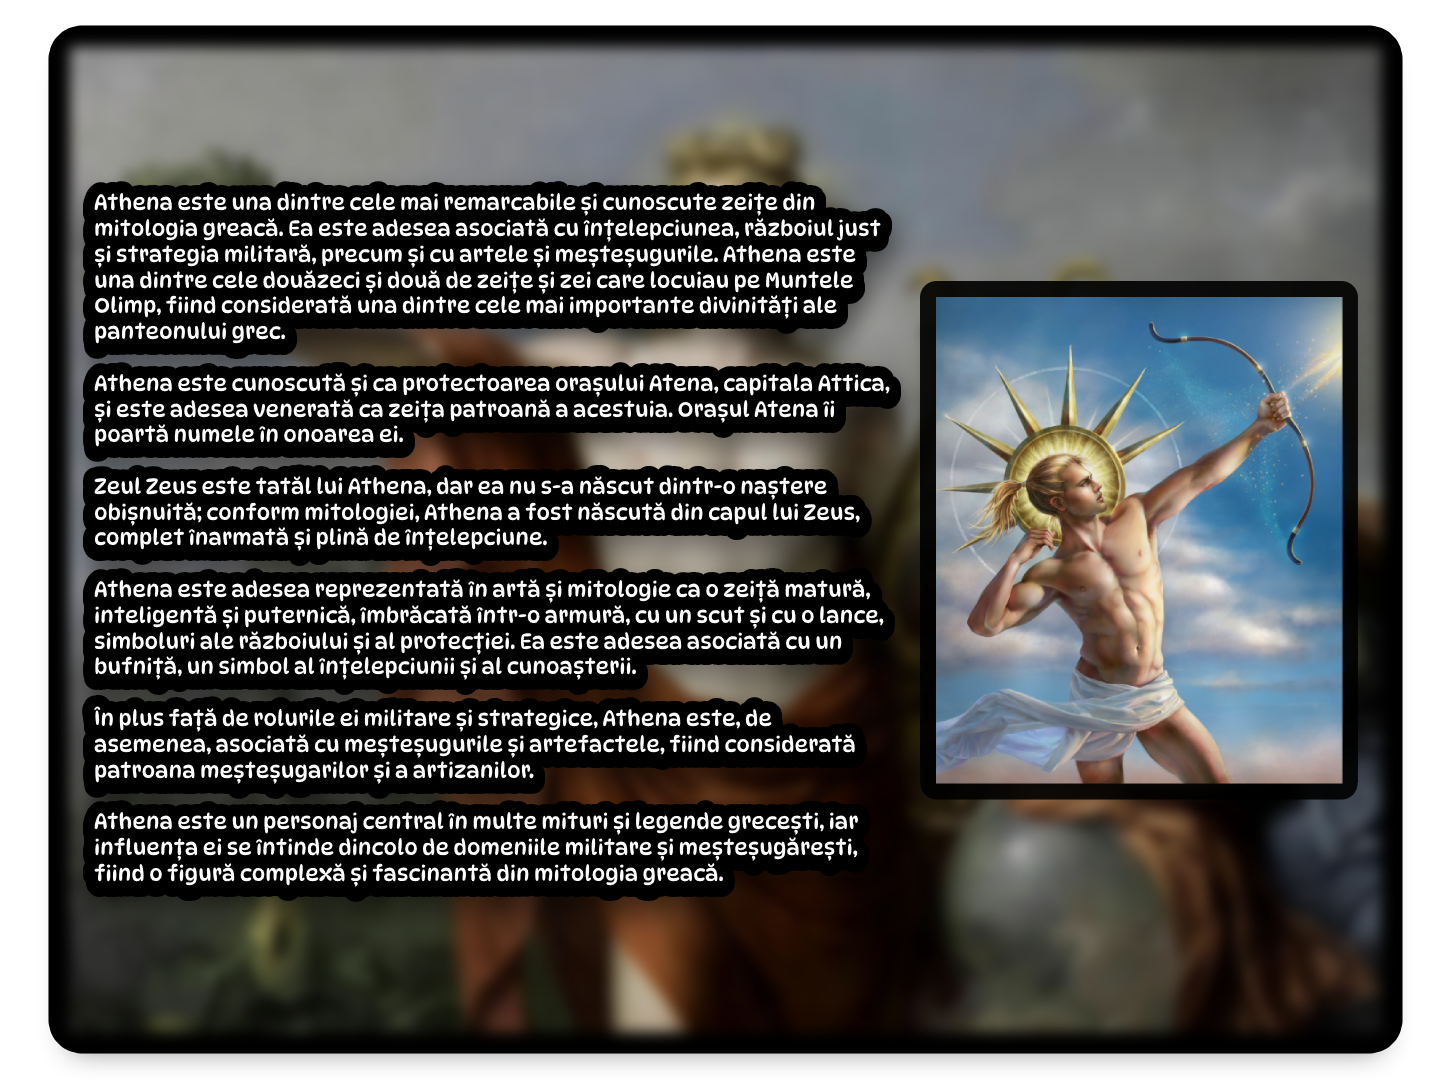 Athena este una dintre cele mai remarcabile și cunoscute zeițe din
mitologia greacă. Ea este adesea asociată cu înțelepciunea, războiul just
și strategia militară, precum și cu artele și meșteșugurile. Athena este
una dintre cele douăzeci și două de zeițe și zei care locuiau pe Muntele
Olimp, fiind considerată una dintre cele mai importante divinități ale
panteonului grec.
Athena este cunoscută și ca protectoarea orașului Atena, capitala Attica,
și este adesea venerată ca zeița patroană a acestuia. Orașul Atena îi
poartă numele în onoarea ei.
Zeul Zeus este tatăl lui Athena, dar ea nu s-a născut dintr-o naștere
obișnuită; conform mitologiei, Athena a fost născută din capul lui Zeus,
complet înarmată și plină de înțelepciune.
Athena este adesea reprezentată în artă și mitologie ca o zeiță matură,
inteligentă și puternică, îmbrăcată într-o armură, cu un scut și cu o lance,
simboluri ale războiului și al protecției. Ea este adesea asociată cu un
bufniță, un simbol al înțelepciunii și al cunoașterii.
În plus față de rolurile ei militare și strategice, Athena este, de
asemenea, asociată cu meșteșugurile și artefactele, fiind considerată
patroana meșteșugarilor și a artizanilor.
Athena este un personaj central în multe mituri și legende grecești, iar
influența ei se întinde dincolo de domeniile militare și meșteșugărești,
fiind o figură complexă și fascinantă din mitologia greacă.